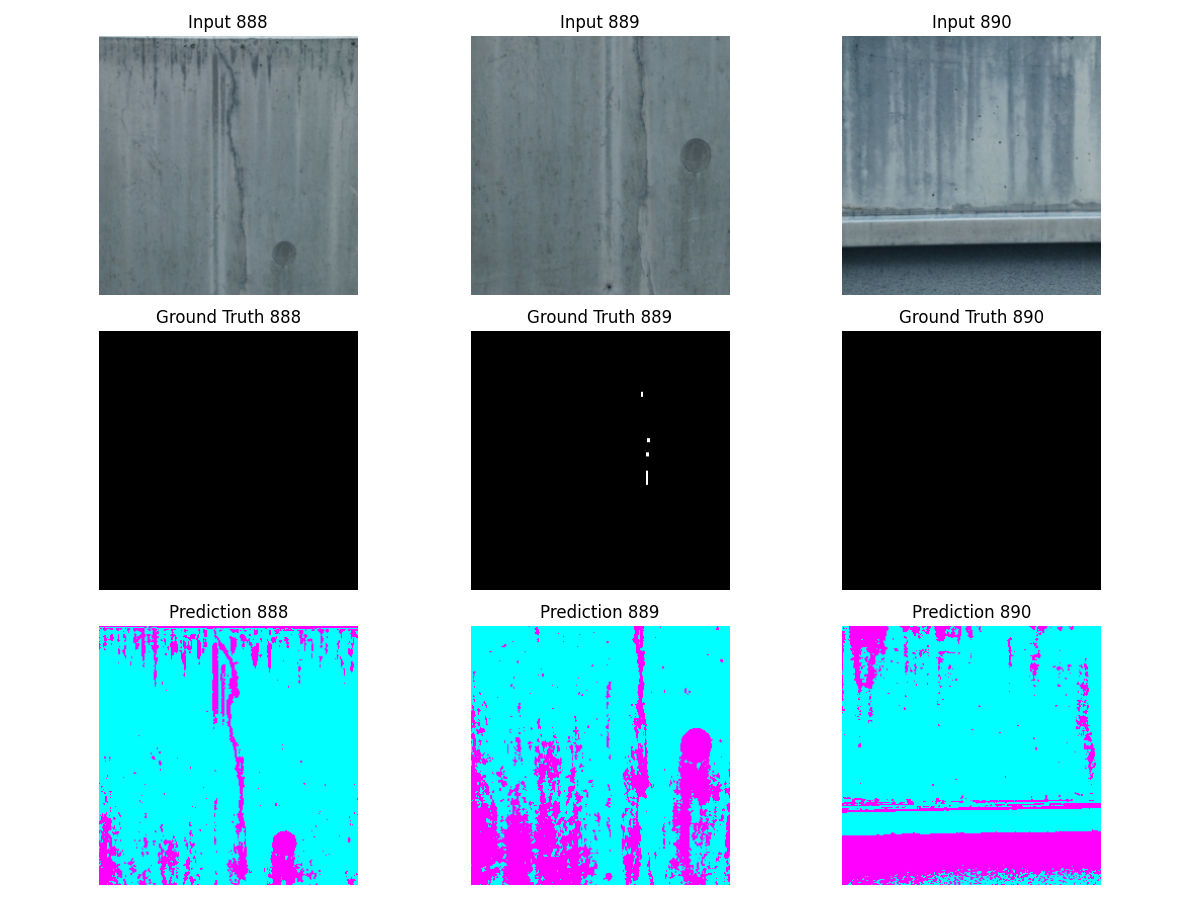 Input 888
Input 889
Input 890
Ground Truth 888
Ground Truth 889
Ground Truth 890
Prediction 888
Prediction 889
Prediction 890